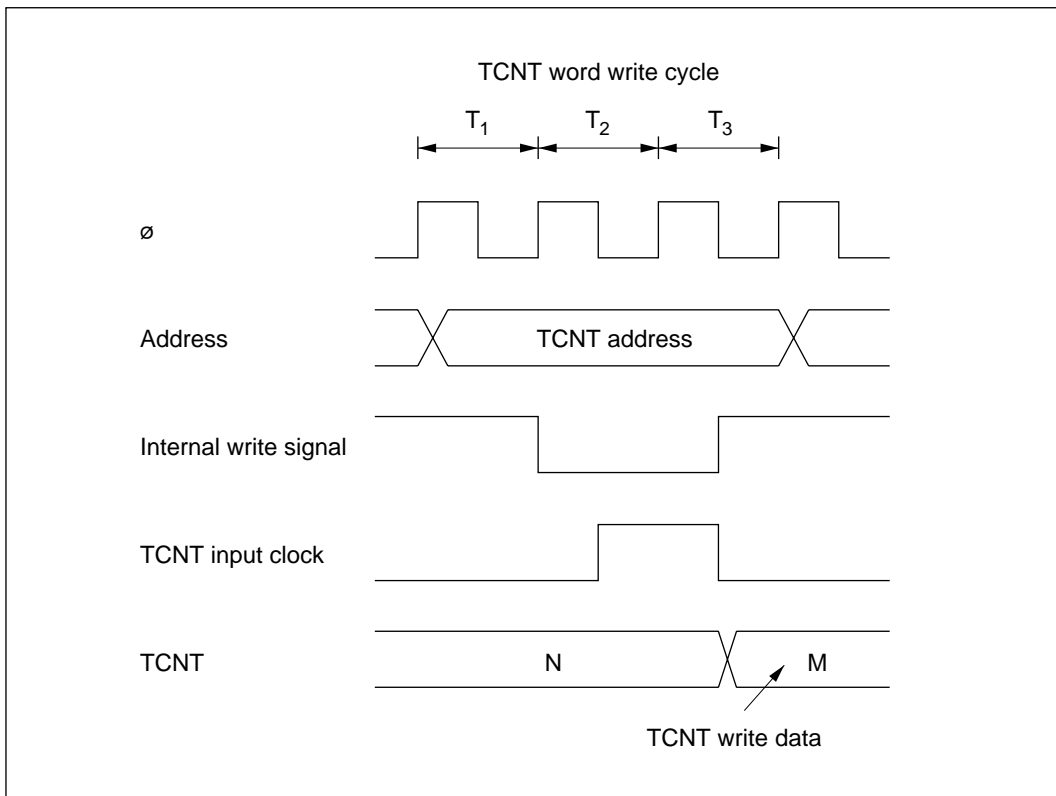 TCNT word write cycle
T1 T2 T3
ø
Address TCNT address
Internal write signal
TCNT input clock
TCNT N M
TCNT write data